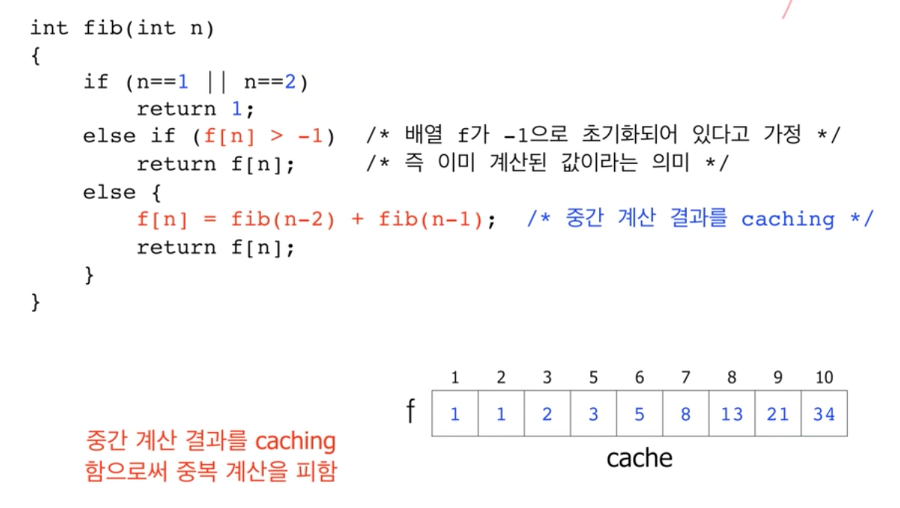 int fib(int n)
{
if (n==1 || n==2)
return 1;
else if (f[n] > -1) /* 배열 f가 -1으로 초기화되어 있다고 가정 */
return f[n]; /* 즉 이미 계산된 값이라는 의미 */
else {
f[n] = fib(n-2) + fib(n-1); /* 중간 계산 결과를 caching */
return f[n];
}
}
1 2 3 5 6 7 8 9 10
f 1 1 2 3 5 8 13 21 34
cache
중간 계산 결과를 caching
함으로써 중복 계산을 피함